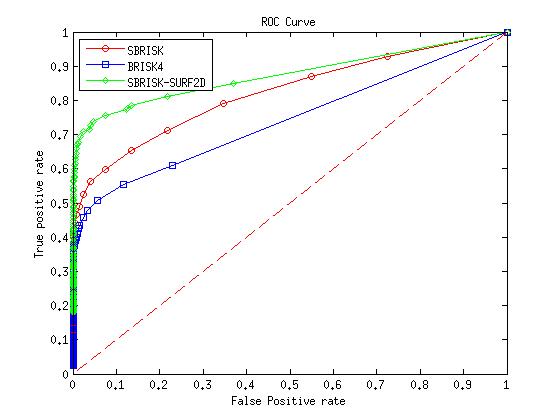 ROC Curve
SBRISK
BRISK4
SBRISK-SURF2D
True positive rate
1
0.9
0.8
0.7
0.6
0.5
0.4
0.3
0.2
0.1
0
0 0.1 0.2 0.3 0.4 0.5 0.6 0.7 0.8 0.9 1
False Positive rate